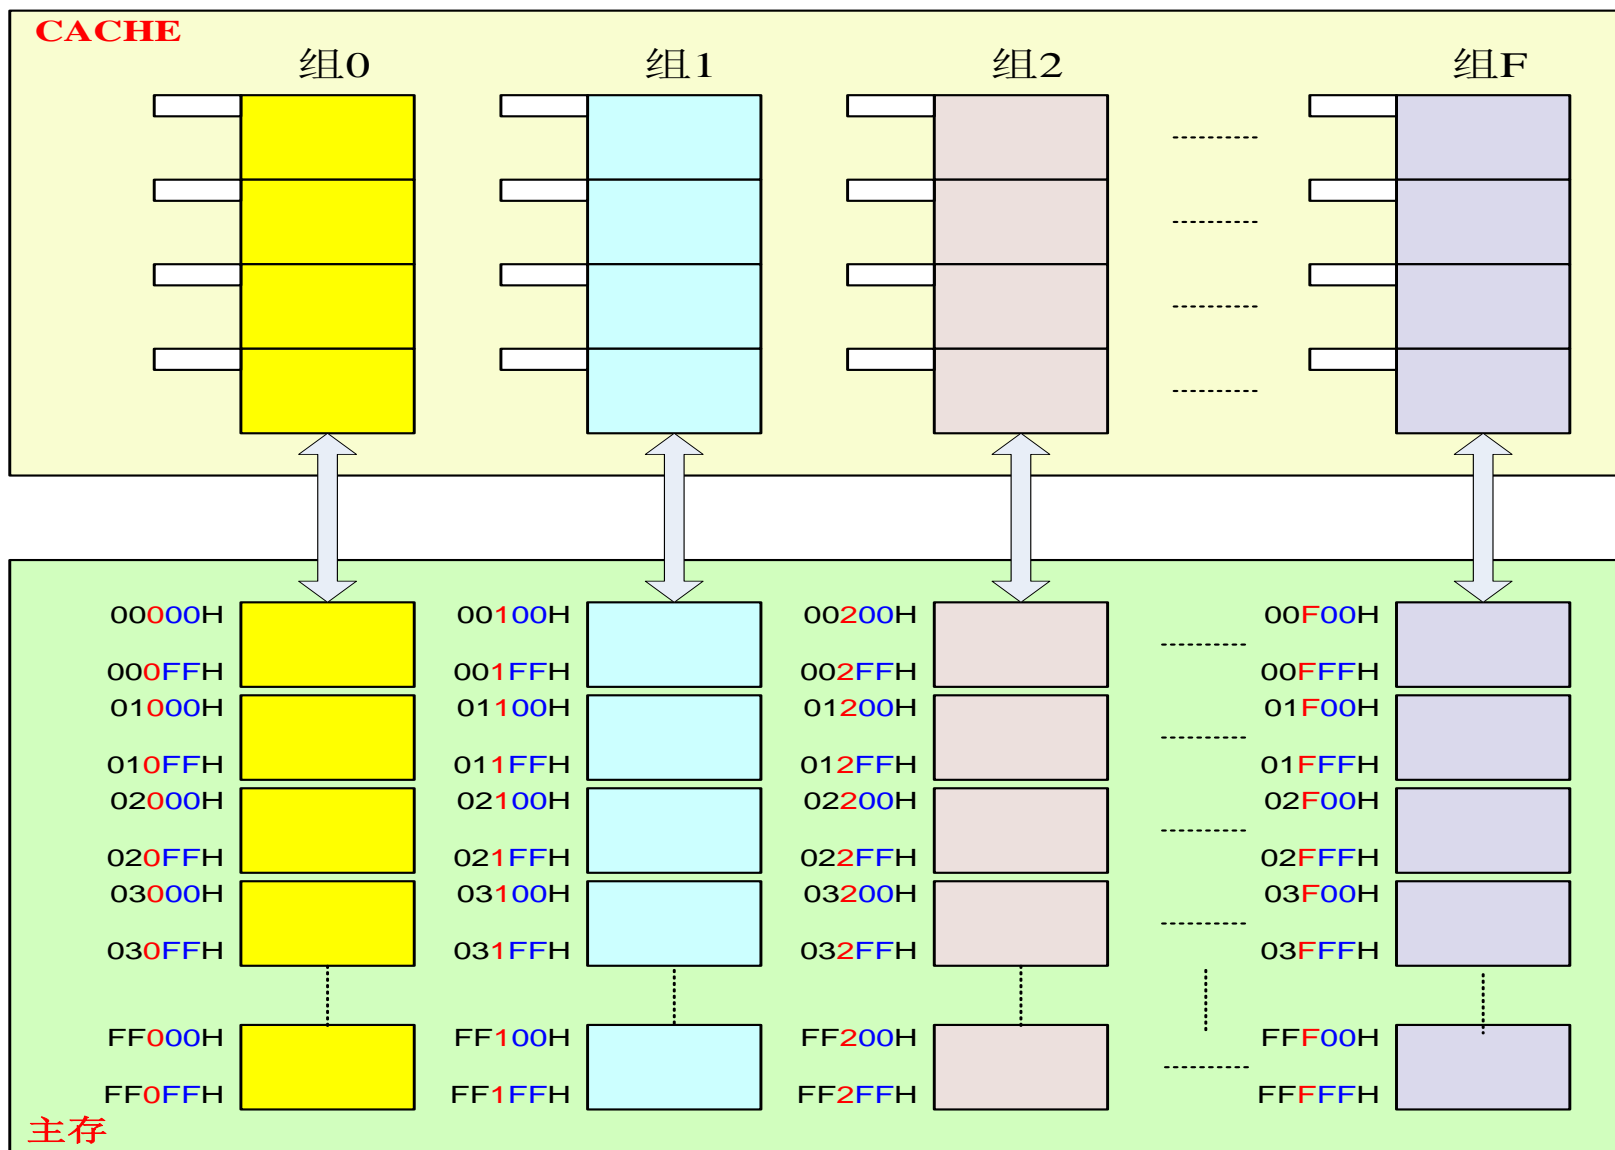 CACHE
组0 组1 组2 组F
00000H 00100H 00200H 00F00H
000FFH 001FFH 002FFH 00FFFH
01000H 01100H 01200H 01F00H
010FFH 011FFH 012FFH 01FFFH
02000H 02100H 02200H 02F00H
020FFH 021FFH 022FFH 02FFFH
03000H 03100H 03200H 03F00H
030FFH 031FFH 032FFH 03FFFH
FF000H FF100H FF200H FFF00H
FF0FFH FF1FFH FF2FFH FFFFFH
主存